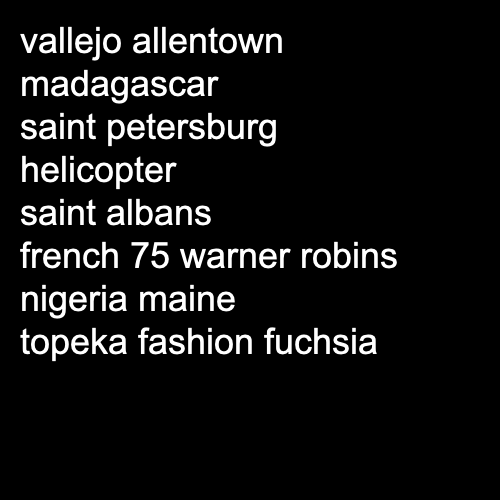 vallejo allentown
madagascar
saint petersburg
helicopter
saint albans
french 75 warner robins
nigeria maine
topeka fashion fuchsia